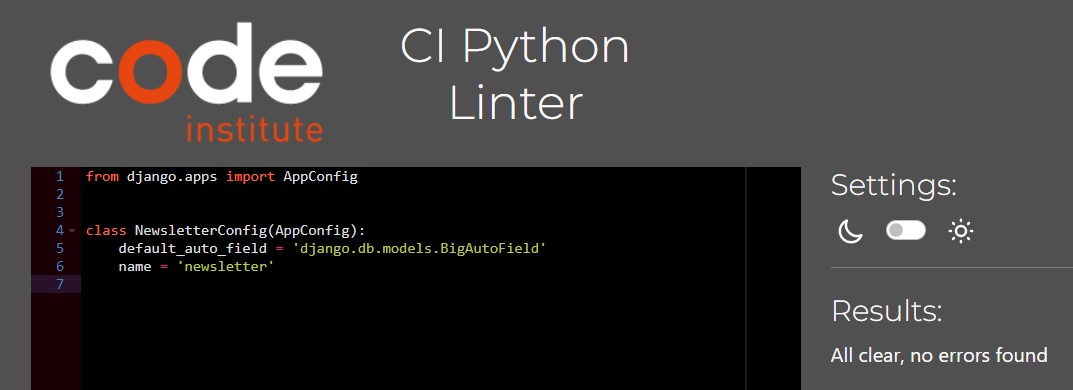 code
institute
CI Python
Linter
1 from django.apps import AppConfig
2
3
4 class NewsletterConfig(AppConfig):
5     default_auto_field = 'django.db.models.BigAutoField'
6     name = 'newsletter'
7
Settings:
Results:
All clear, no errors found